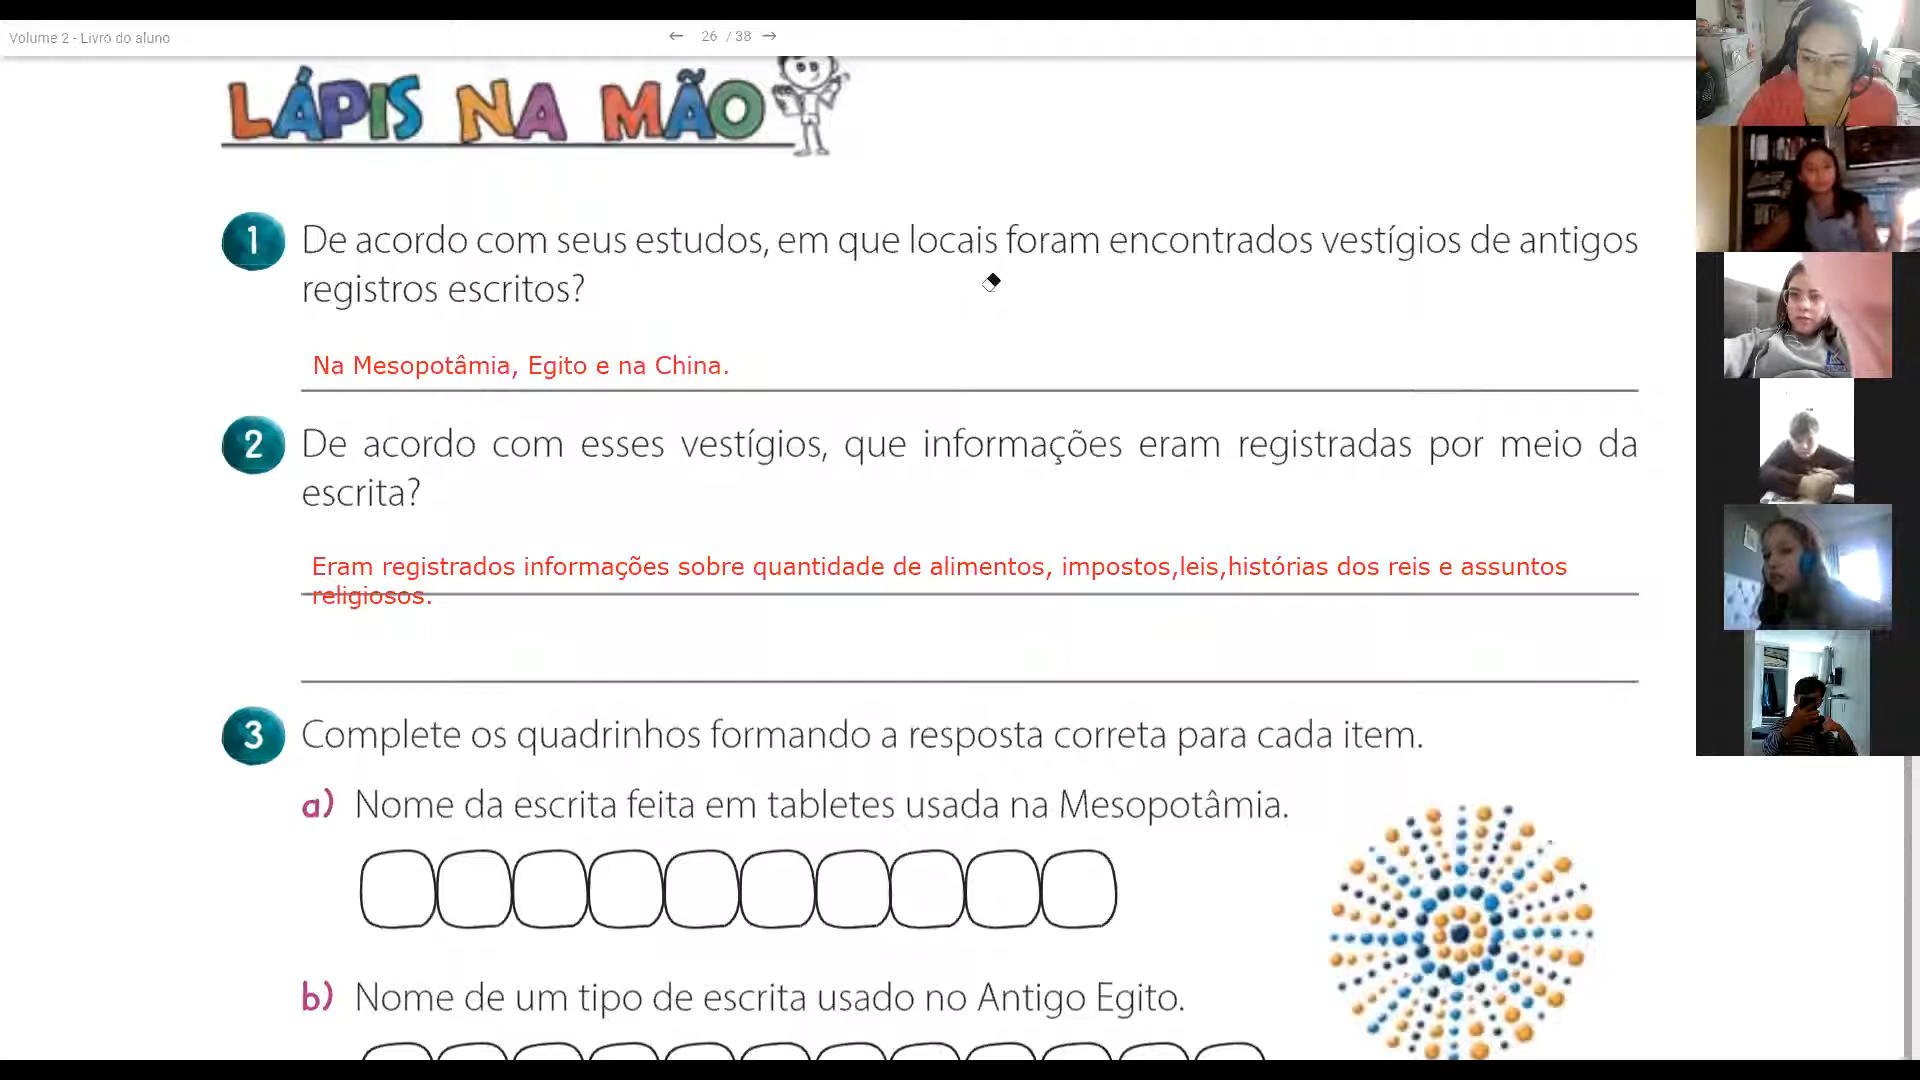 Volume 2 - Livro do aluno
← 26 / 38 →
LÁPIS NA MÃO
1 De acordo com seus estudos, em que locais foram encontrados vestígios de antigos
registros escritos?
Na Mesopotâmia, Egito e na China.
2 De acordo com esses vestígios, que informações eram registradas por meio da
escrita?
Eram registrados informações sobre quantidade de alimentos, impostos,leis,histórias dos reis e assuntos
religiosos.
3 Complete os quadrinhos formando a resposta correta para cada item.
a) Nome da escrita feita em tabletes usada na Mesopotâmia.
b) Nome de um tipo de escrita usado no Antigo Egito.